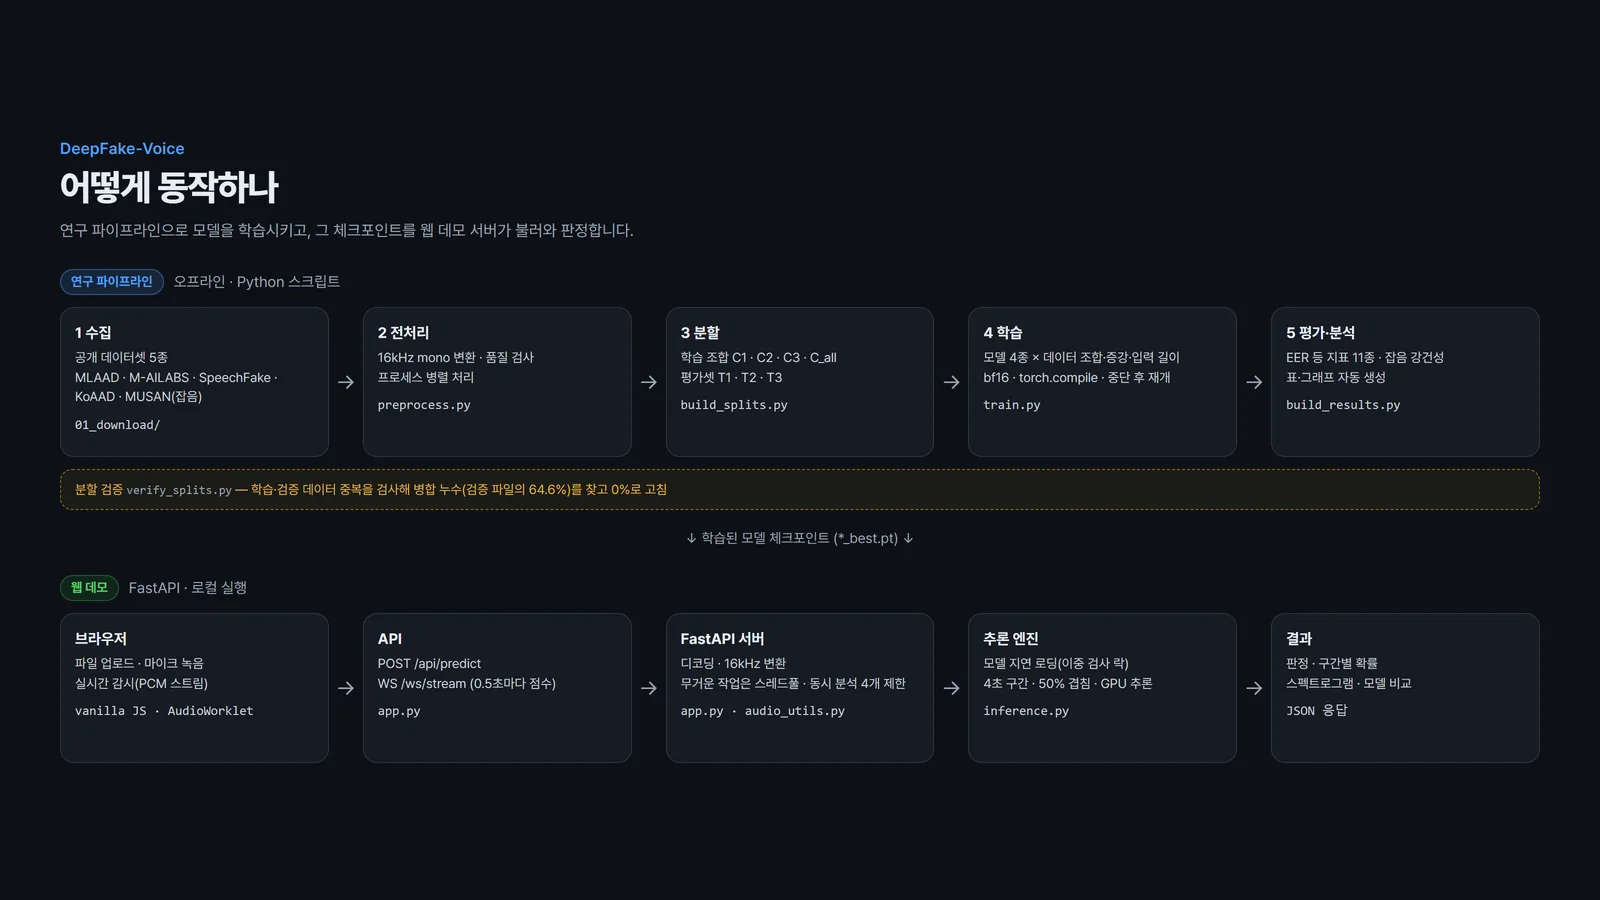 DeepFake-Voice
어떻게 동작하나
연구 파이프라인으로 모델을 학습시키고, 그 체크포인트를 웹 데모 서버가 불러와 판정합니다.
연구 파이프라인 오프라인 · Python 스크립트
1 수집
공개 데이터셋 5종
MLAAD · M-AILABS · SpeechFake ·
KoAAD · MUSAN(잡음)
01_download/
→
2 전처리
16kHz mono 변환 · 품질 검사
프로세스 병렬 처리
preprocess.py
→
3 분할
학습 조합 C1 · C2 · C3 · C_all
평가셋 T1 · T2 · T3
build_splits.py
→
4 학습
모델 4종 × 데이터 조합·증강·입력 길이
bf16 · torch.compile · 중단 후 재개
train.py
→
5 평가·분석
EER 등 지표 11종 · 잡음 강건성
표·그래프 자동 생성
build_results.py
분할 검증 verify_splits.py — 학습·검증 데이터 중복을 검사해 병합 누수(검증 파일의 64.6%)를 찾고 0%로 고침
↓ 학습된 모델 체크포인트 (*_best.pt) ↓
웹 데모 FastAPI · 로컬 실행
브라우저
파일 업로드 · 마이크 녹음
실시간 감시(PCM 스트림)
vanilla JS · AudioWorklet
→
API
POST /api/predict
WS /ws/stream (0.5초마다 점수)
app.py
→
FastAPI 서버
디코딩 · 16kHz 변환
무거운 작업은 스레드풀 · 동시 분석 4개 제한
app.py · audio_utils.py
→
추론 엔진
모델 지연 로딩(이중 검사 락)
4초 구간 · 50% 겹침 · GPU 추론
inference.py
→
결과
판정 · 구간별 확률
스펙트로그램 · 모델 비교
JSON 응답